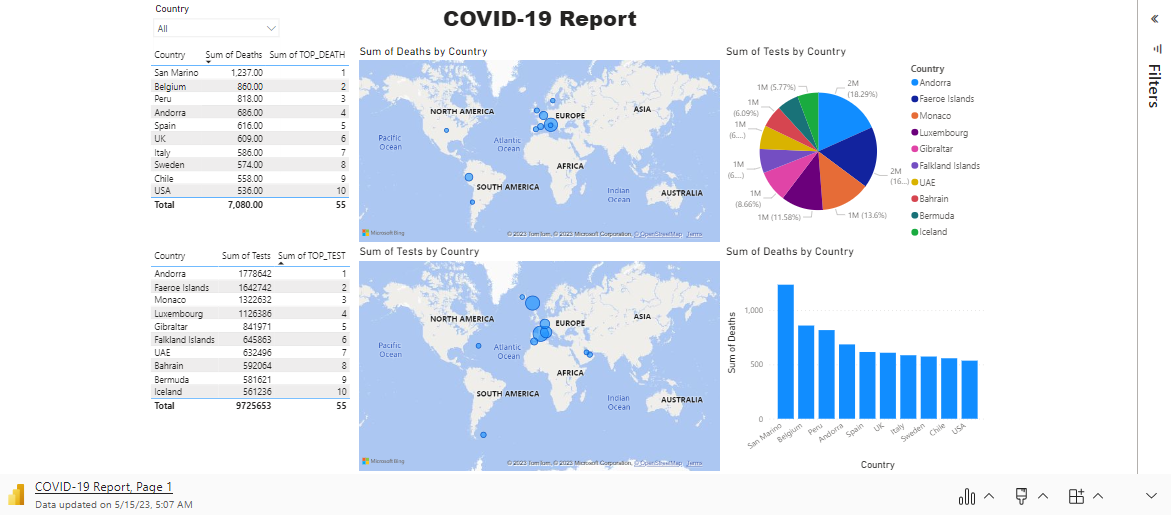 Country
All
COVID-19 Report
Country Sum of Deaths Sum of TOP_DEATH
San Marino 1,237.00 1
Belgium 860.00 2
Peru 818.00 3
Andorra 686.00 4
Spain 616.00 5
UK 609.00 6
Italy 586.00 7
Sweden 574.00 8
Chile 558.00 9
USA 536.00 10
Total 7,080.00 55
Sum of Deaths by Country
NORTH AMERICA
EUROPE
ASIA
Pacific
Ocean
Atlantic
Ocean
AFRICA
SOUTH AMERICA
Indian
Ocean
AUSTRALIA
Microsoft Bing
© 2023 TomTom, © 2023 Microsoft Corporation, © OpenStreetMap Terms
Sum of Tests by Country
2M
(18.29%)
2M
(16...)
1M (13.6%)
1M (11.58%)
1M
(8.66%)
1M
(6...)
1M
(6....)
1M
(6.09%)
1M (5.77%)
Country
Andorra
Faeroe Islands
Monaco
Luxembourg
Gibraltar
Falkland Islands
UAE
Bahrain
Bermuda
Iceland
Filters
Country Sum of Tests Sum of TOP_TEST
Andorra 1778642 1
Faeroe Islands 1642742 2
Monaco 1322632 3
Luxembourg 1126386 4
Gibraltar 841971 5
Falkland Islands 645863 6
UAE 632496 7
Bahrain 592064 8
Bermuda 581621 9
Iceland 561236 10
Total 9725653 55
Sum of Tests by Country
NORTH AMERICA
EUROPE
ASIA
Pacific
Ocean
Atlantic
Ocean
AFRICA
SOUTH AMERICA
Indian
Ocean
AUSTRALIA
Microsoft Bing
© 2023 TomTom, © 2023 Microsoft Corporation, © OpenStreetMap Terms
Sum of Deaths by Country
Sum of Deaths
1,000
500
0
San Marino
Belgium
Peru
Andorra
Spain
UK
Italy
Sweden
Chile
USA
Country
COVID-19 Report, Page 1
Data updated on 5/15/23, 5:07 AM